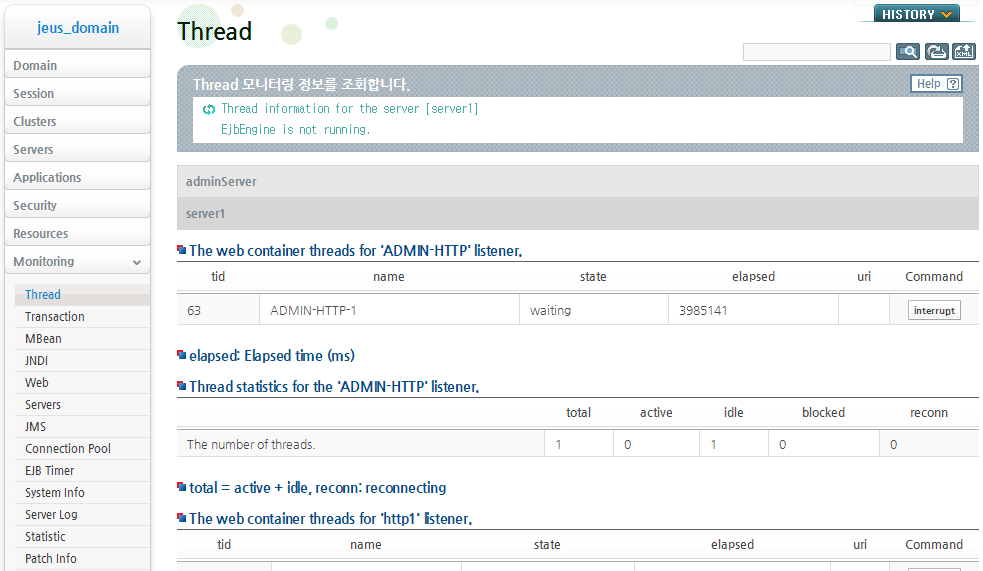 jeus_domain
Domain
Session
Clusters
Servers
Applications
Security
Resources
Monitoring
Thread
Transaction
MBean
JNDI
Web
Servers
JMS
Connection Pool
EJB Timer
System Info
Server Log
Statistic
Patch Info
Thread
HISTORY
XML
Thread 모니터링 정보를 조회합니다.
Help ?
Thread information for the server [server1]
EjbEngine is not running.
adminServer
server1
The web container threads for 'ADMIN-HTTP' listener.
tid name state elapsed uri Command
63 ADMIN-HTTP-1 waiting 3985141 interrupt
elapsed: Elapsed time (ms)
Thread statistics for the 'ADMIN-HTTP' listener.
total active idle blocked reconn
The number of threads. 1 0 1 0 0
total = active + idle, reconn: reconnecting
The web container threads for 'http1' listener.
tid name state elapsed uri Command